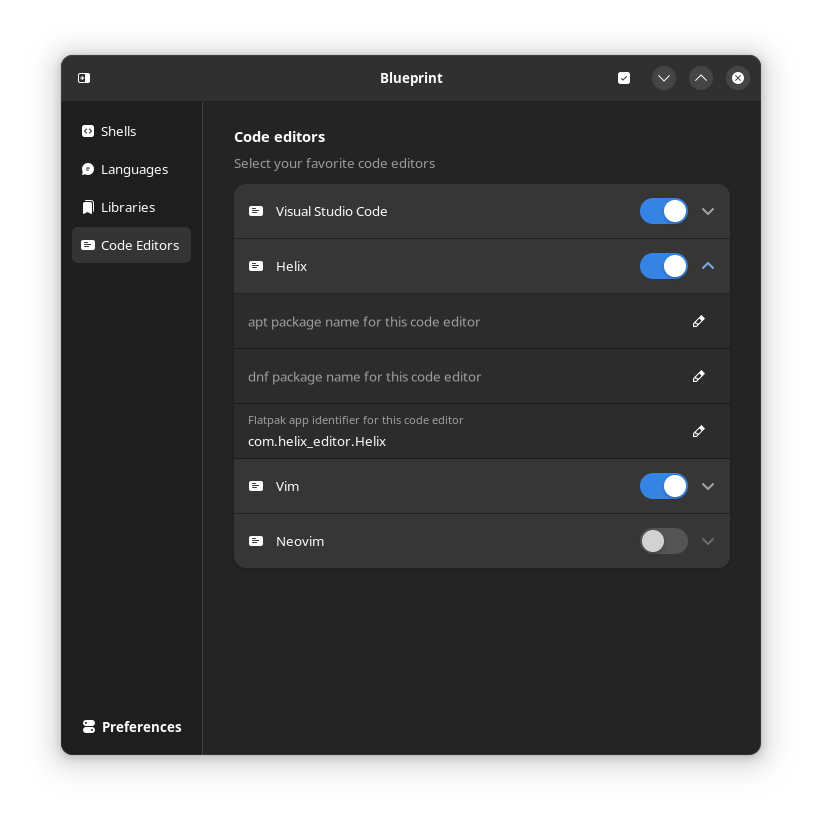 Blueprint
Shells
Languages
Libraries
Code Editors
Preferences
Code editors
Select your favorite code editors
Visual Studio Code
Helix
apt package name for this code editor
dnf package name for this code editor
Flatpak app identifier for this code editor
com.helix_editor.Helix
Vim
Neovim